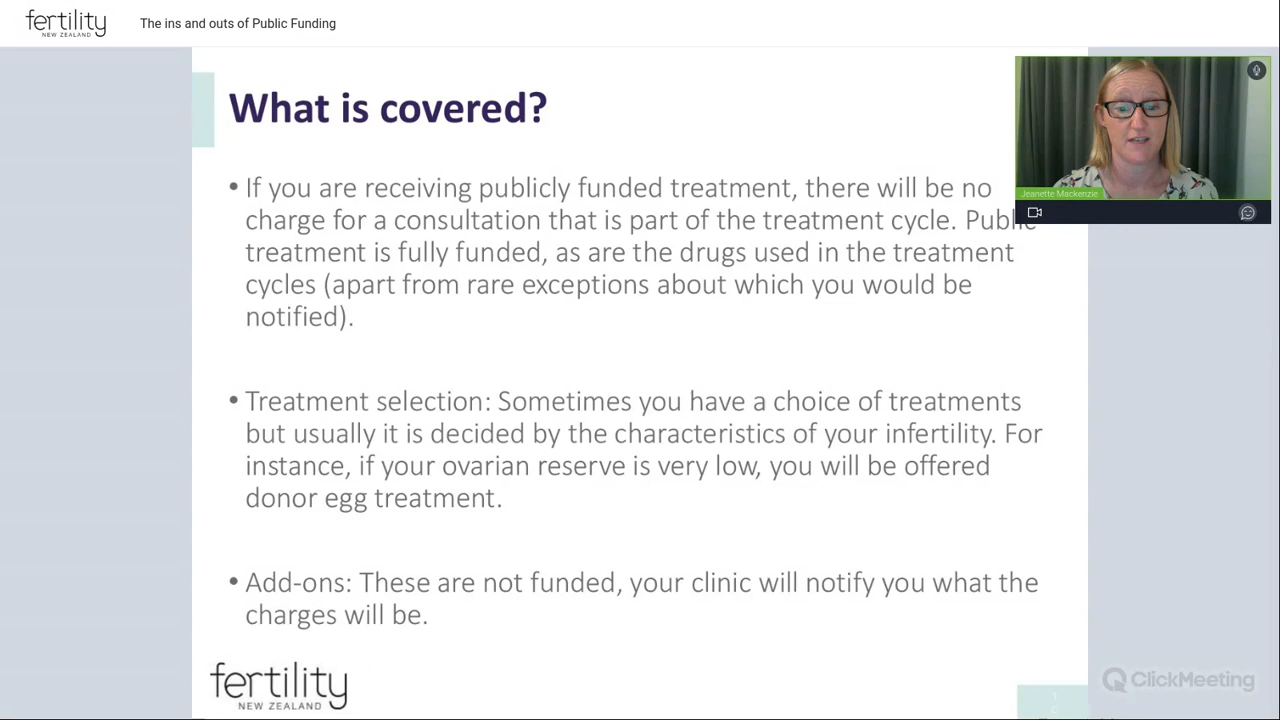 fertility
NEW ZEALAND
The ins and outs of Public Funding
What is covered?
• If you are receiving publicly funded treatment, there will be no
charge for a consultation that is part of the treatment cycle. Public
treatment is fully funded, as are the drugs used in the treatment
cycles (apart from rare exceptions about which you would be
notified).
• Treatment selection: Sometimes you have a choice of treatments
but usually it is decided by the characteristics of your infertility. For
instance, if your ovarian reserve is very low, you will be offered
donor egg treatment.
• Add-ons: These are not funded, your clinic will notify you what the
charges will be.
Jeanette Mackenzie
fertility
NEW ZEALAND
ClickMeeting